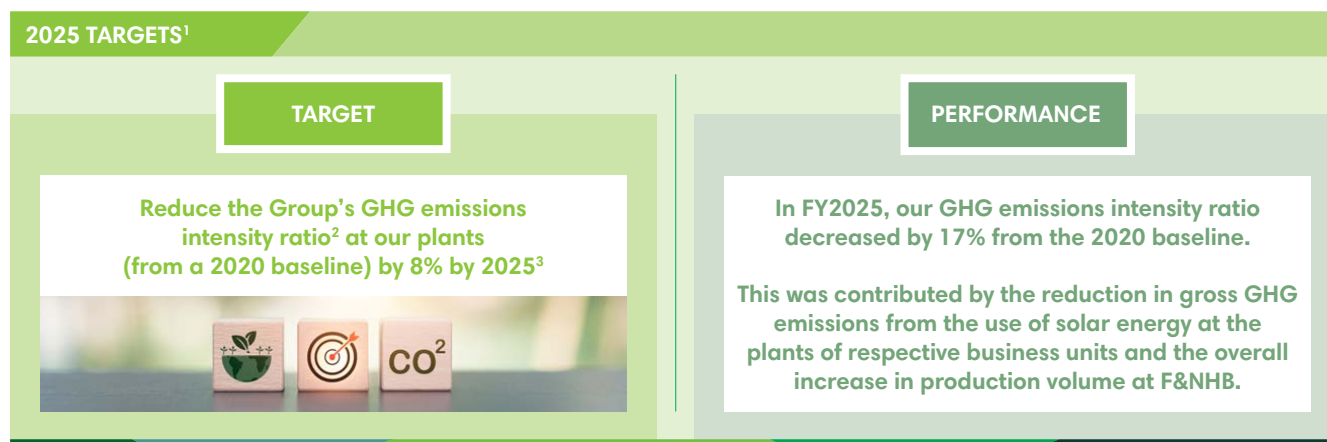 2025 TARGETS¹
TARGET
Reduce the Group’s GHG emissions
intensity ratio² at our plants
(from a 2020 baseline) by 8% by 2025³
CO²
PERFORMANCE
In FY2025, our GHG emissions intensity ratio
decreased by 17% from the 2020 baseline.
This was contributed by the reduction in gross GHG
emissions from the use of solar energy at the
plants of respective business units and the overall
increase in production volume at F&NHB.